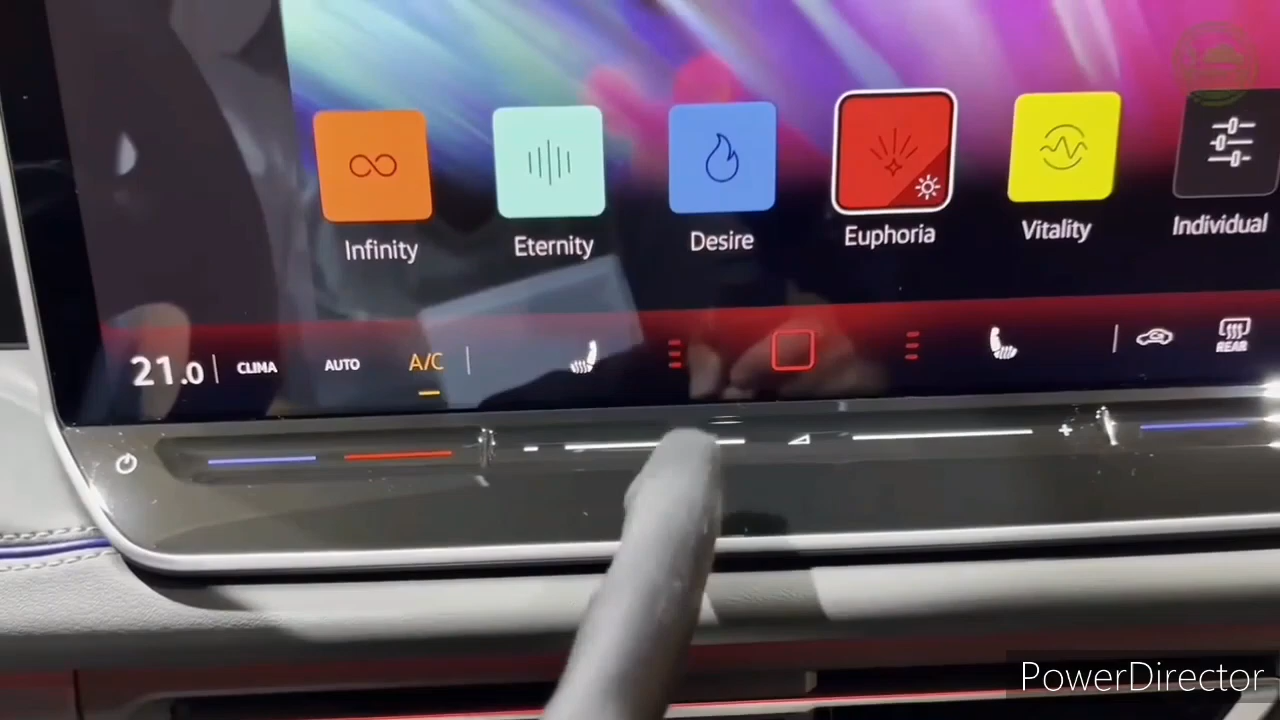 Infinity
Eternity
Desire
Euphoria
Vitality
Individual
21.0
CLIMA
AUTO
A/C
REAR
- +
PowerDirector